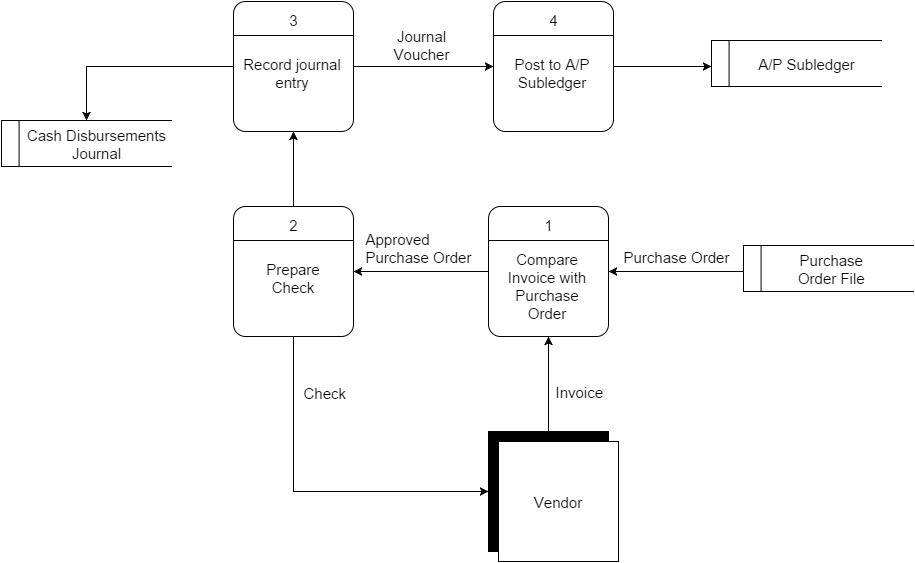 3
Record journal
entry
Journal
Voucher
4
Post to A/P
Subledger
A/P Subledger
Cash Disbursements
Journal
2
Prepare
Check
Approved
Purchase Order
1
Compare
Invoice with
Purchase
Order
Purchase Order
Purchase
Order File
Check
Invoice
Vendor